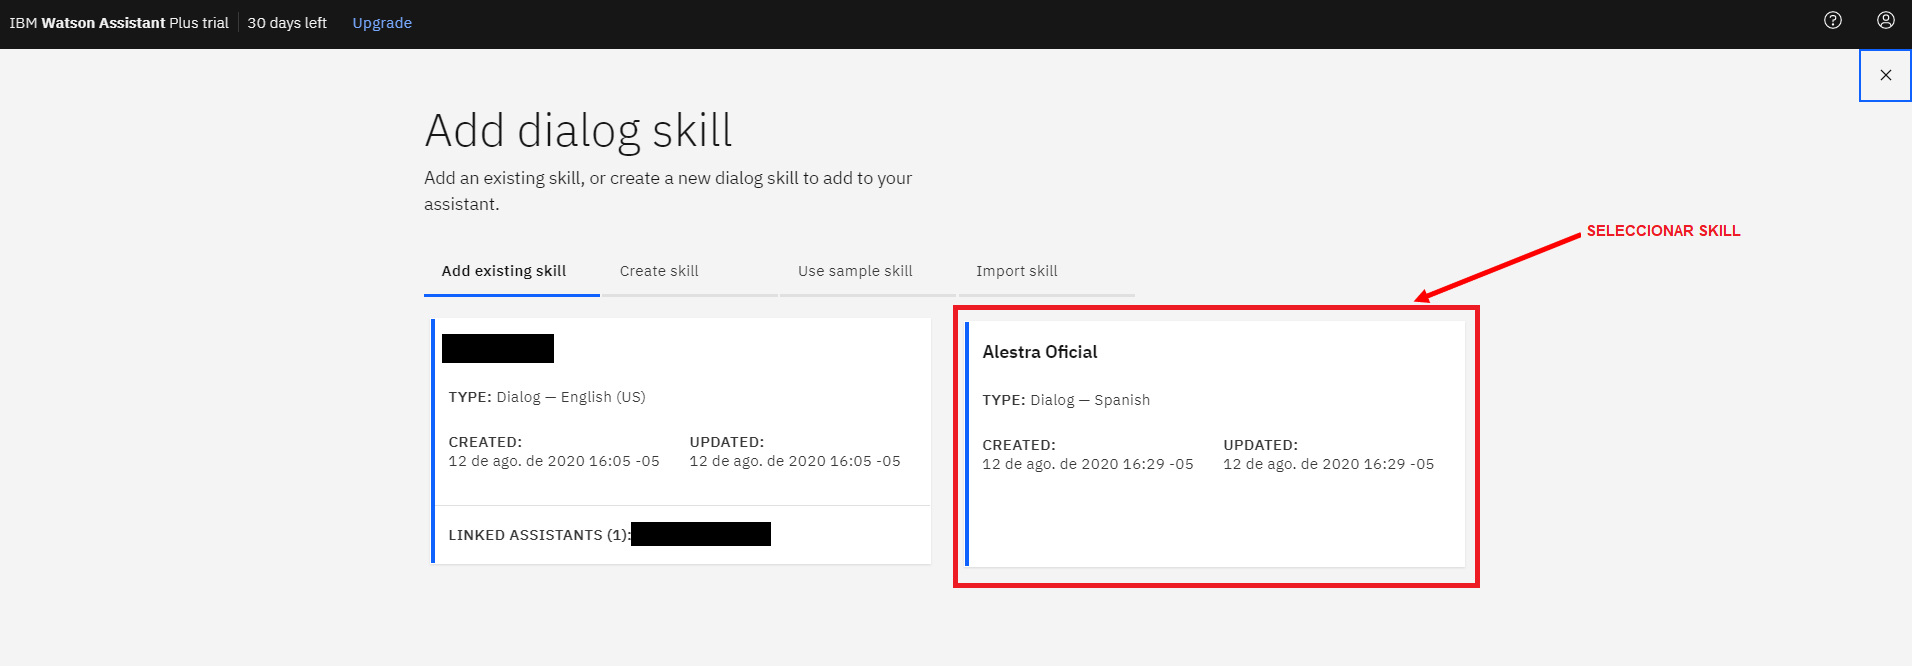 IBM Watson Assistant Plus trial 30 days left Upgrade
Add dialog skill
Add an existing skill, or create a new dialog skill to add to your
assistant.
SELECCIONAR SKILL
Add existing skill Create skill Use sample skill Import skill
TYPE: Dialog — English (US)
CREATED: UPDATED:
12 de ago. de 2020 16:05 -05 12 de ago. de 2020 16:05 -05
LINKED ASSISTANTS (1):
Alestra Oficial
TYPE: Dialog — Spanish
CREATED: UPDATED:
12 de ago. de 2020 16:29 -05 12 de ago. de 2020 16:29 -05